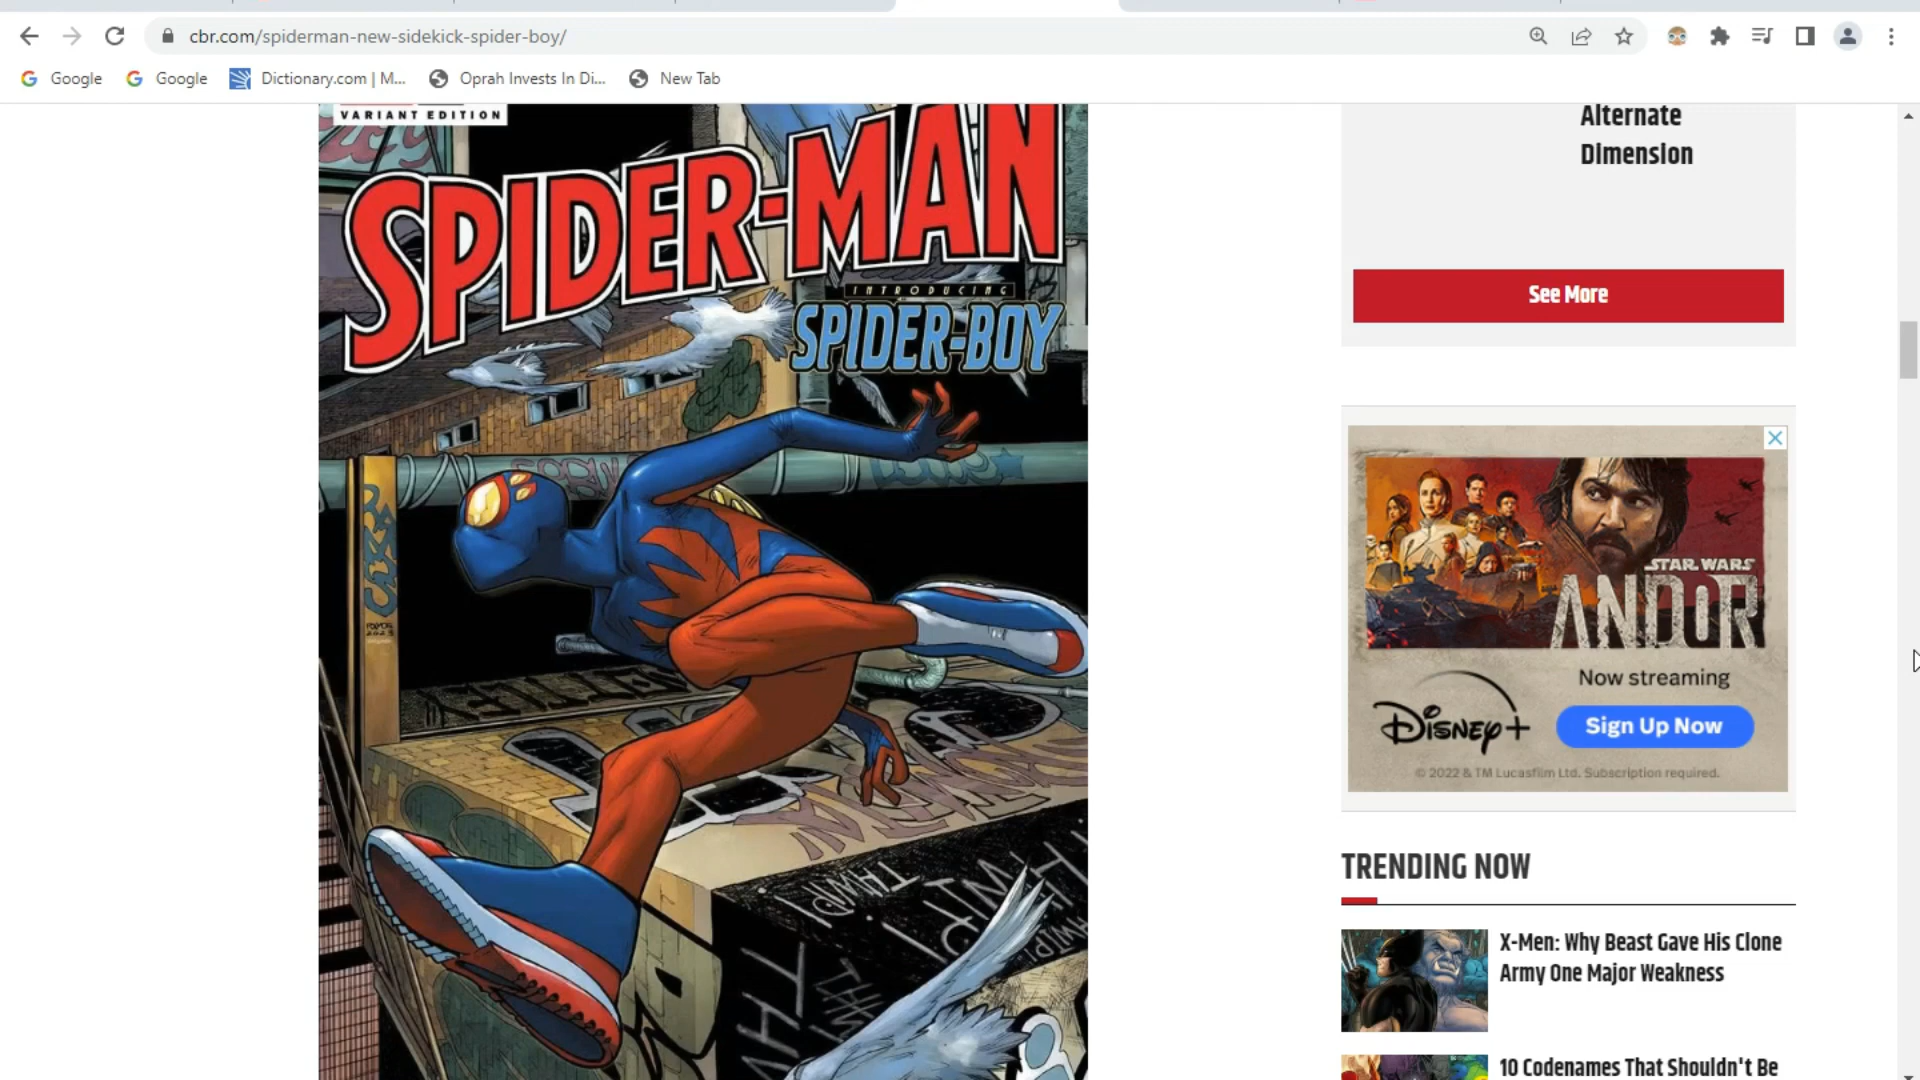 cbr.com/spiderman-new-sidekick-spider-boy/
Google
Google
Dictionary.com | M...
Oprah Invests In Di...
New Tab
VARIANT EDITION
SPIDER-MAN
INTRODUCING
SPIDER-BOY
Alternate
Dimension
See More
STAR WARS
ANDOR
Now streaming
Disney+
Sign Up Now
© 2022 & TM Lucasfilm Ltd. Subscription required.
TRENDING NOW
X-Men: Why Beast Gave His Clone
Army One Major Weakness
10 Codenames That Shouldn't Be